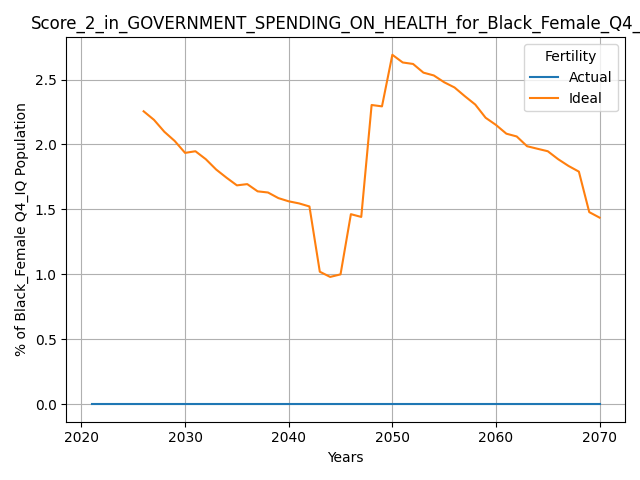 Score_2_in_GOVERNMENT_SPENDING_ON_HEALTH_for_Black_Female_Q4_
Fertility
Actual
Ideal
% of Black_Female Q4_IQ Population
2.5
2.0
1.5
1.0
0.5
0.0
2020 2030 2040 2050 2060 2070
Years